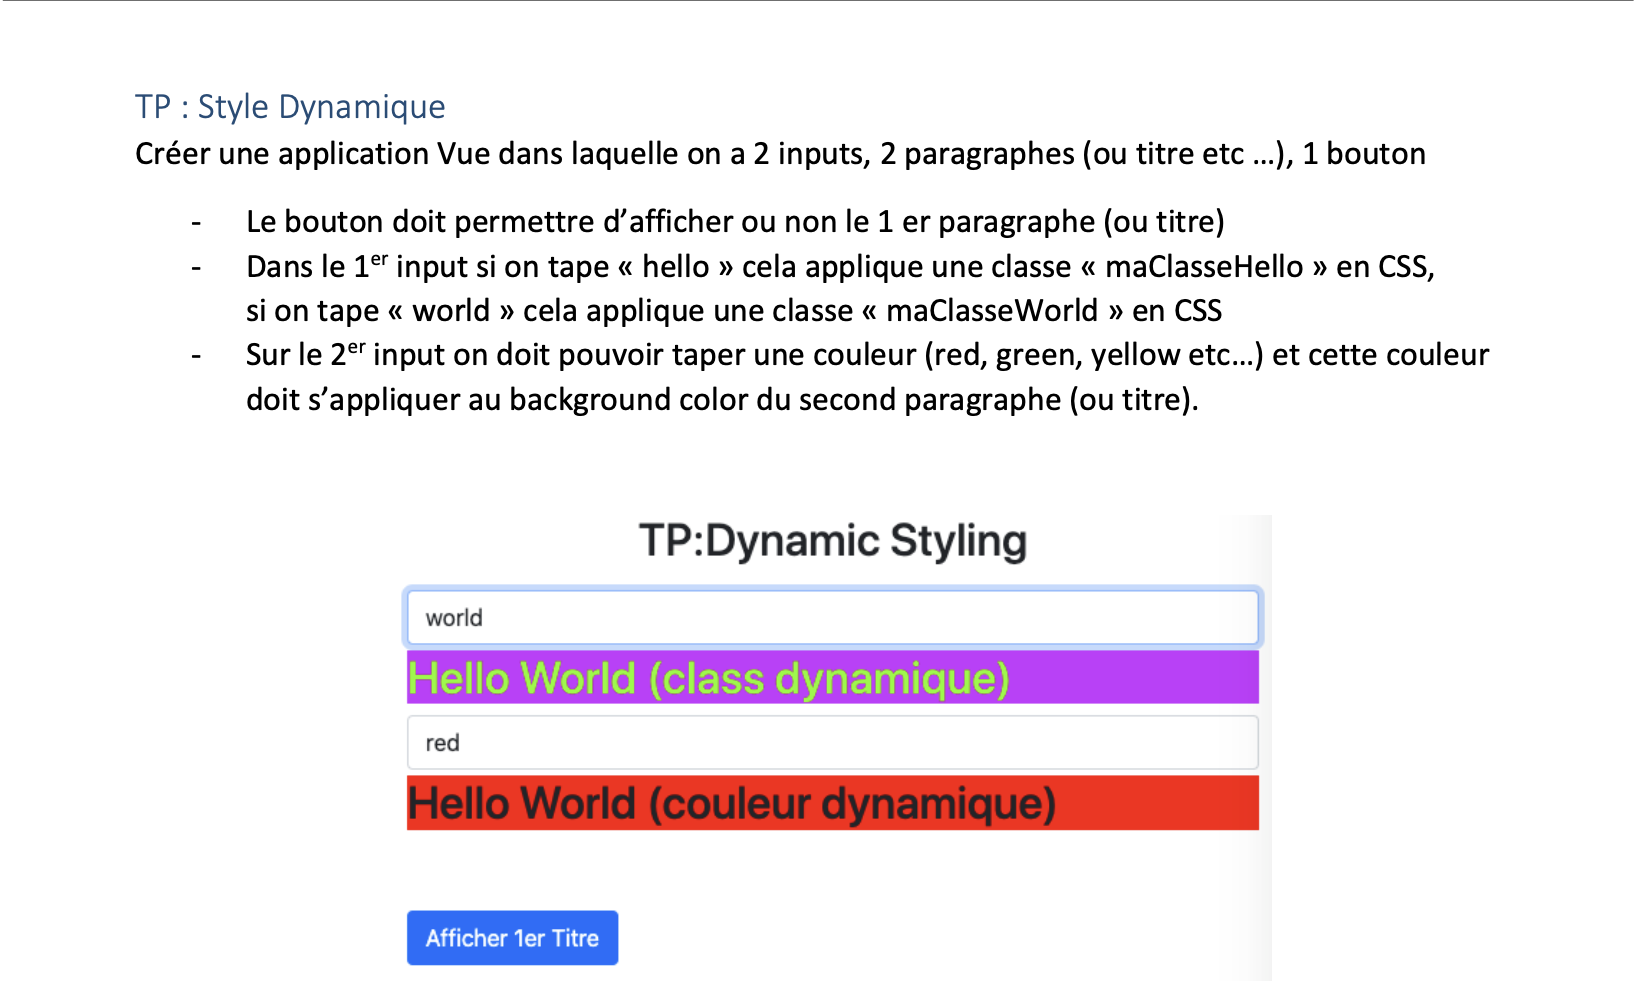 TP : Style Dynamique
Créer une application Vue dans laquelle on a 2 inputs, 2 paragraphes (ou titre etc …), 1 bouton
- Le bouton doit permettre d’afficher ou non le 1 er paragraphe (ou titre)
- Dans le 1er input si on tape « hello » cela applique une classe « maClasseHello » en CSS,
si on tape « world » cela applique une classe « maClasseWorld » en CSS
- Sur le 2er input on doit pouvoir taper une couleur (red, green, yellow etc…) et cette couleur
doit s’appliquer au background color du second paragraphe (ou titre).
TP:Dynamic Styling
world
Hello World (class dynamique)
red
Hello World (couleur dynamique)
Afficher 1er Titre